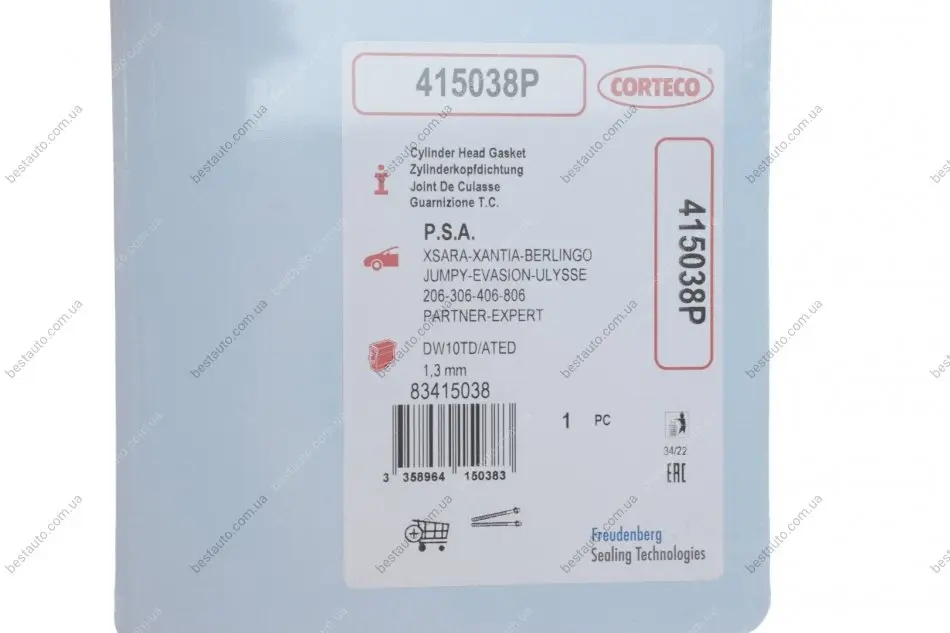 415038P
CORTECO
Cylinder Head Gasket
Zylinderkopfdichtung
Joint De Culasse
Guarnizione T.C.
415038P
P.S.A.
XSARA-XANTIA-BERLINGO
JUMPY-EVASION-ULYSSE
206-306-406-806
PARTNER-EXPERT
DW10TD/ATED
1,3 mm
83415038
1 PC
3 358964 150383
34/22
EAC
Freudenberg
Sealing Technologies
bestauto.com.ua